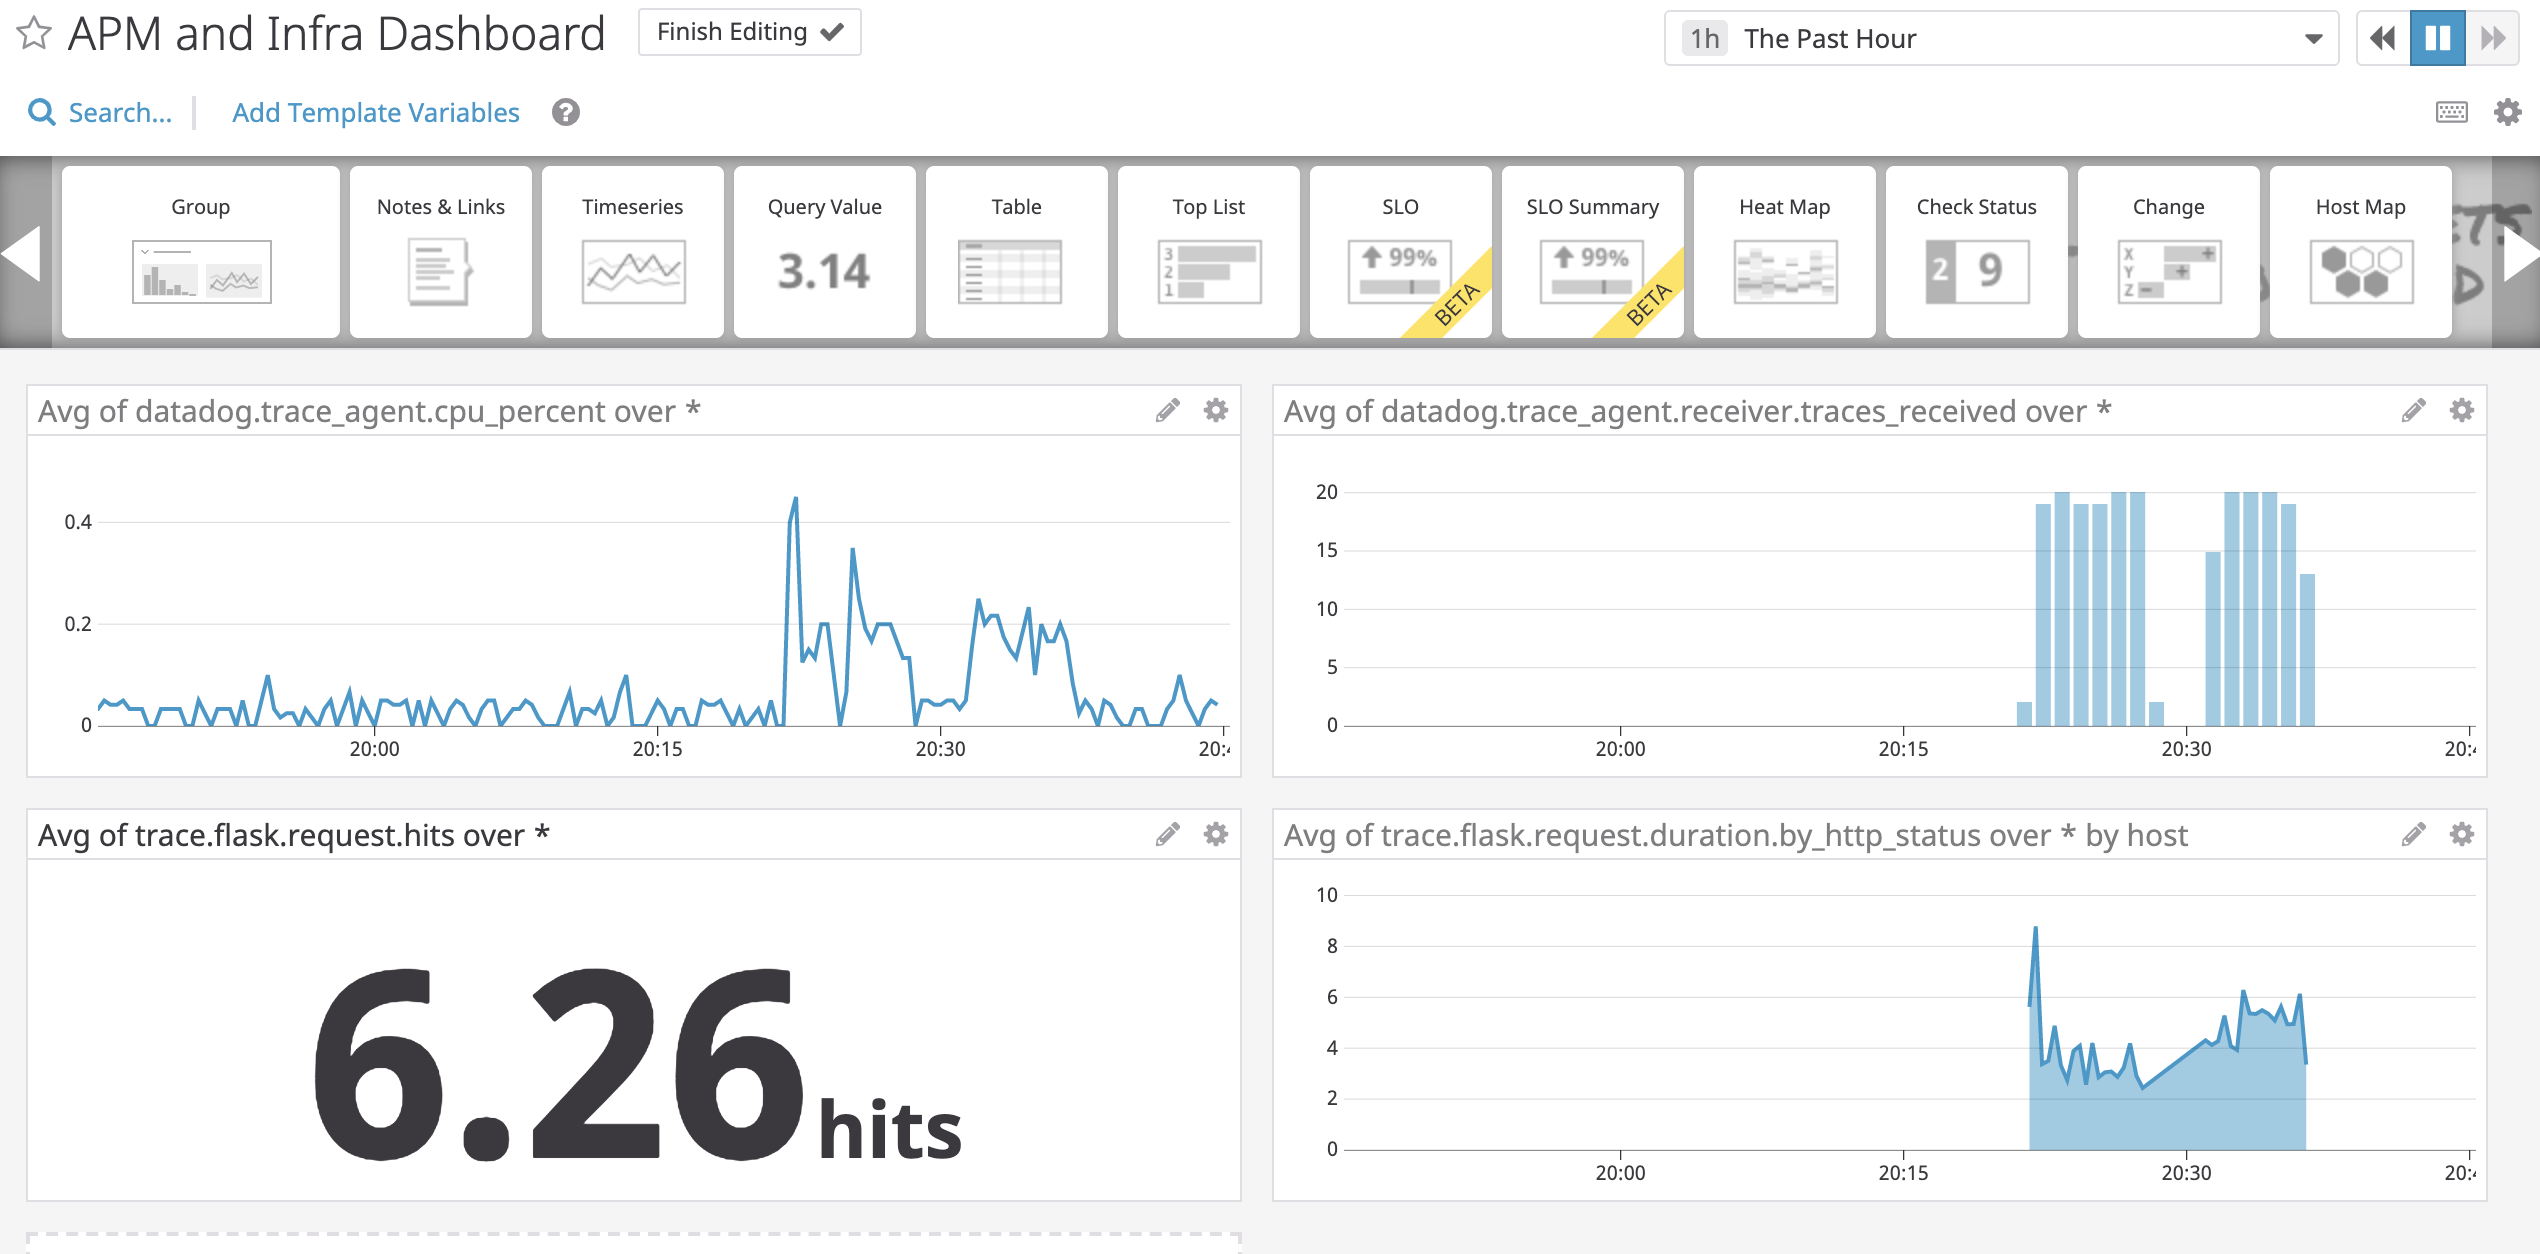 APM and Infra Dashboard
Finish Editing
1h The Past Hour
Search...
Add Template Variables
?
Group
Notes & Links
Timeseries
Query Value
3.14
Table
Top List
3
2
1
SLO
99%
BETA
SLO Summary
99%
BETA
Heat Map
Check Status
2 9
Change
X
Y
Z
Host Map
Avg of datadog.trace_agent.cpu_percent over *
0.4
0.2
0
20:00 20:15 20:30
Avg of datadog.trace_agent.receiver.traces_received over *
20
15
10
5
0
20:00 20:15 20:30
Avg of trace.flask.request.hits over *
6.26 hits
Avg of trace.flask.request.duration.by_http_status over * by host
10
8
6
4
2
0
20:00 20:15 20:30